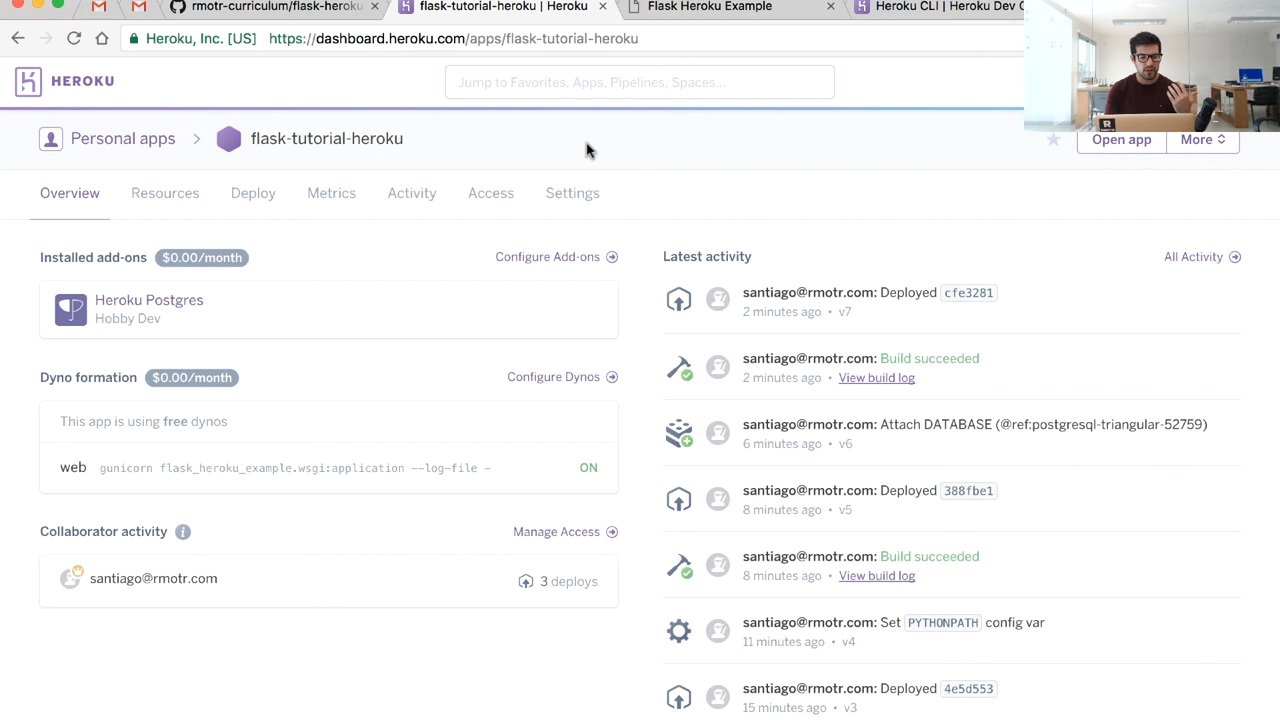 rmotr-curriculum/flask-heroku
flask-tutorial-heroku | Heroku
Flask Heroku Example
Heroku CLI | Heroku Dev C
Heroku, Inc. [US]
https://dashboard.heroku.com/apps/flask-tutorial-heroku
HEROKU
Jump to Favorites, Apps, Pipelines, Spaces...
Personal apps > flask-tutorial-heroku
Open app
More
Overview
Resources
Deploy
Metrics
Activity
Access
Settings
Installed add-ons $0.00/month
Configure Add-ons
Heroku Postgres
Hobby Dev
Dyno formation $0.00/month
Configure Dynos
This app is using free dynos
web gunicorn flask_heroku_example.wsgi:application --log-file - ON
Collaborator activity
Manage Access
santiago@rmotr.com
3 deploys
Latest activity
All Activity
santiago@rmotr.com: Deployed cfe3281
2 minutes ago • v7
santiago@rmotr.com: Build succeeded
2 minutes ago • View build log
santiago@rmotr.com: Attach DATABASE (@ref:postgresql-triangular-52759)
6 minutes ago • v6
santiago@rmotr.com: Deployed 388fbe1
8 minutes ago • v5
santiago@rmotr.com: Build succeeded
8 minutes ago • View build log
santiago@rmotr.com: Set PYTHONPATH config var
11 minutes ago • v4
santiago@rmotr.com: Deployed 4e5d553
15 minutes ago • v3